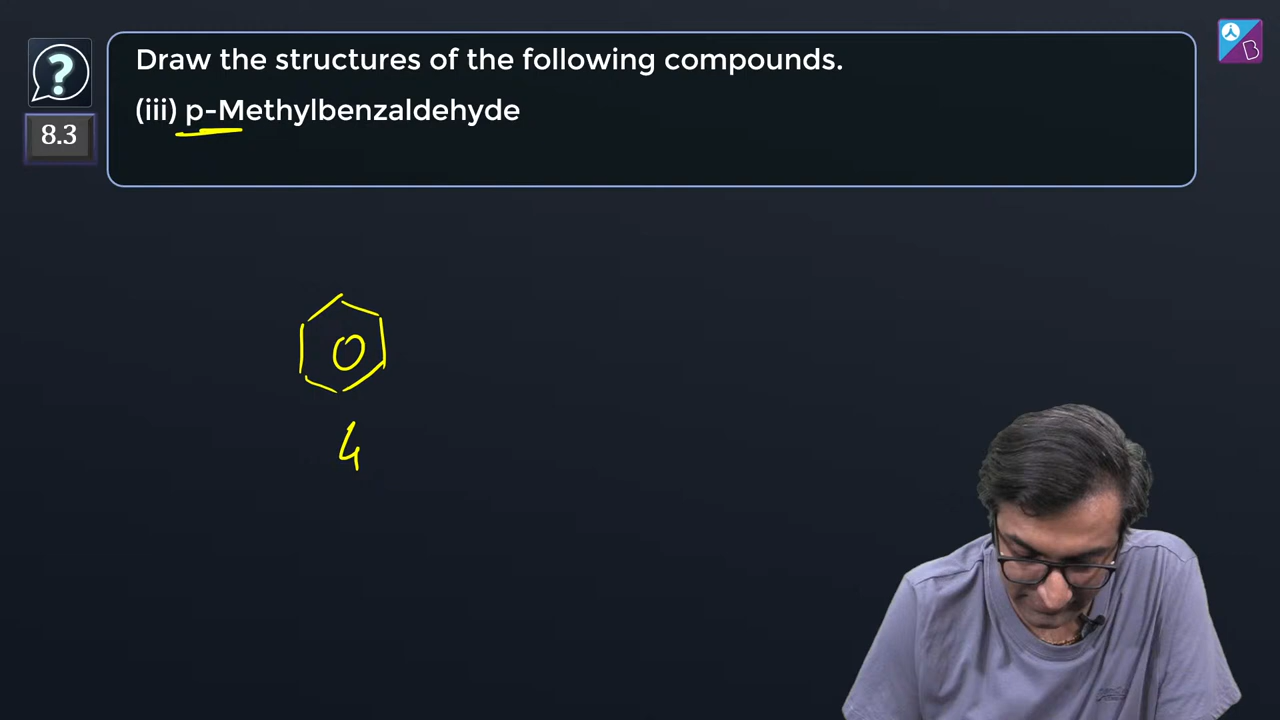 Draw the structures of the following compounds.
(iii) p-Methylbenzaldehyde
8.3
4